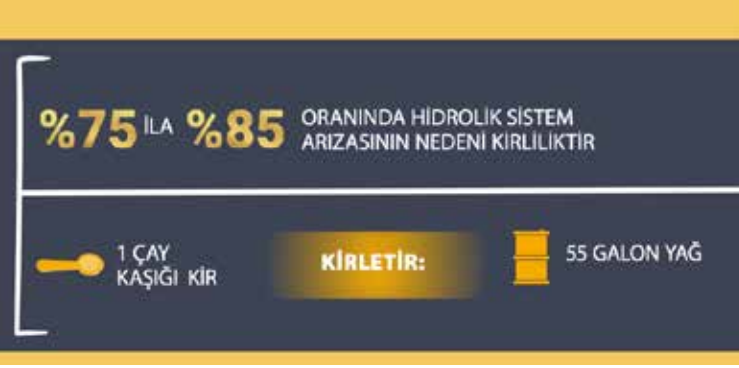 %75 İLA %85 ORANINDA HİDROLİK SİSTEM
ARIZASININ NEDENİ KİRLİLİKTİR
1 ÇAY
KAŞIĞI KİR
KİRLETİR:
55 GALON YAĞ